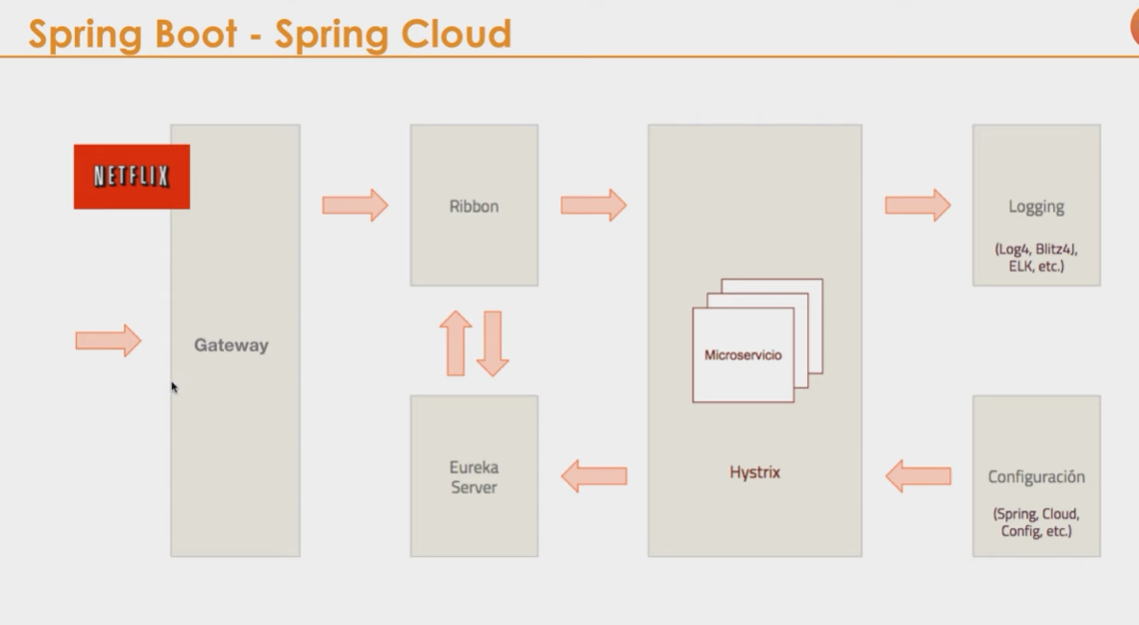 Spring Boot - Spring Cloud
NETFLIX
Gateway
Ribbon
Eureka
Server
Microservicio
Hystrix
Logging
(Log4, Blitz4J,
ELK, etc.)
Configuración
(Spring, Cloud,
Config, etc.)